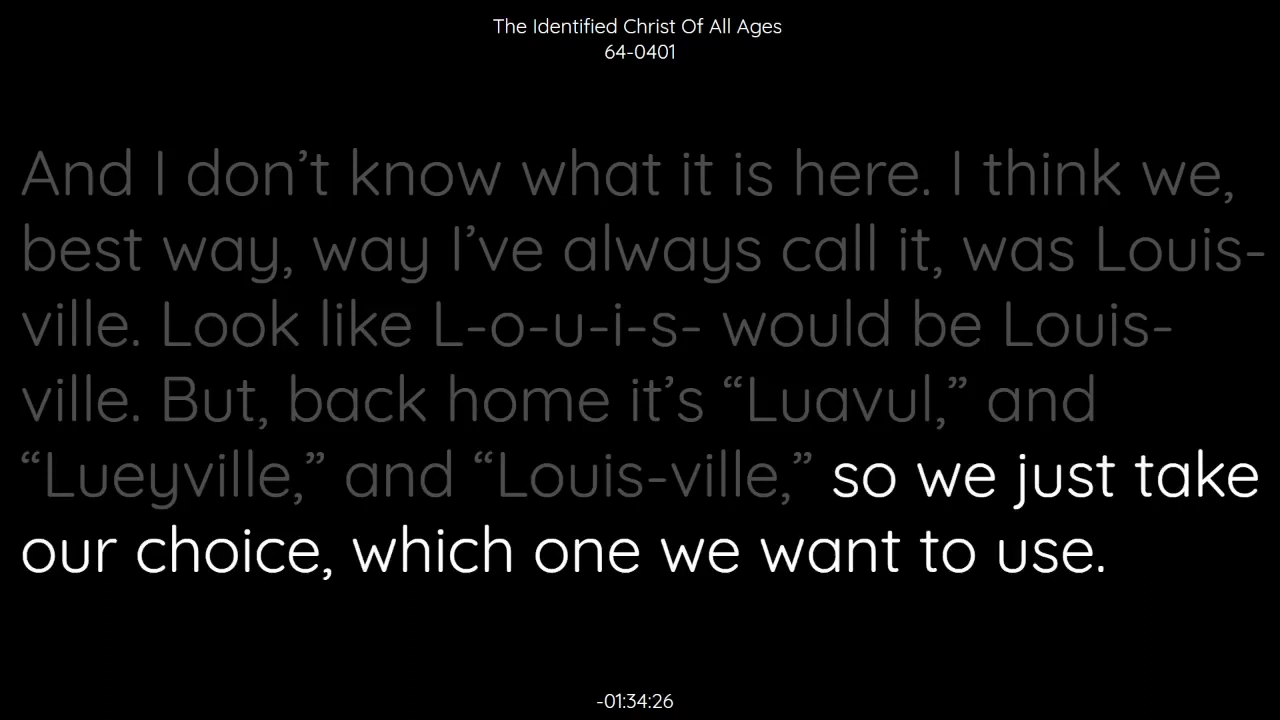 The Identified Christ Of All Ages
64-0401
And I don’t know what it is here. I think we,
best way, way I’ve always call it, was Louis-
ville. Look like L-o-u-i-s- would be Louis-
ville. But, back home it’s “Luavul,” and
“Lueyville,” and “Louis-ville,” so we just take
our choice, which one we want to use.
-01:34:26